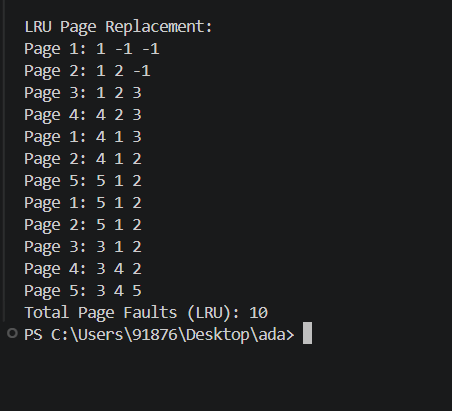 LRU Page Replacement:
Page 1: 1 -1 -1
Page 2: 1 2 -1
Page 3: 1 2 3
Page 4: 4 2 3
Page 1: 4 1 3
Page 2: 4 1 2
Page 5: 5 1 2
Page 1: 5 1 2
Page 2: 5 1 2
Page 3: 3 1 2
Page 4: 3 4 2
Page 5: 3 4 5
Total Page Faults (LRU): 10
PS C:\Users\91876\Desktop\ada>